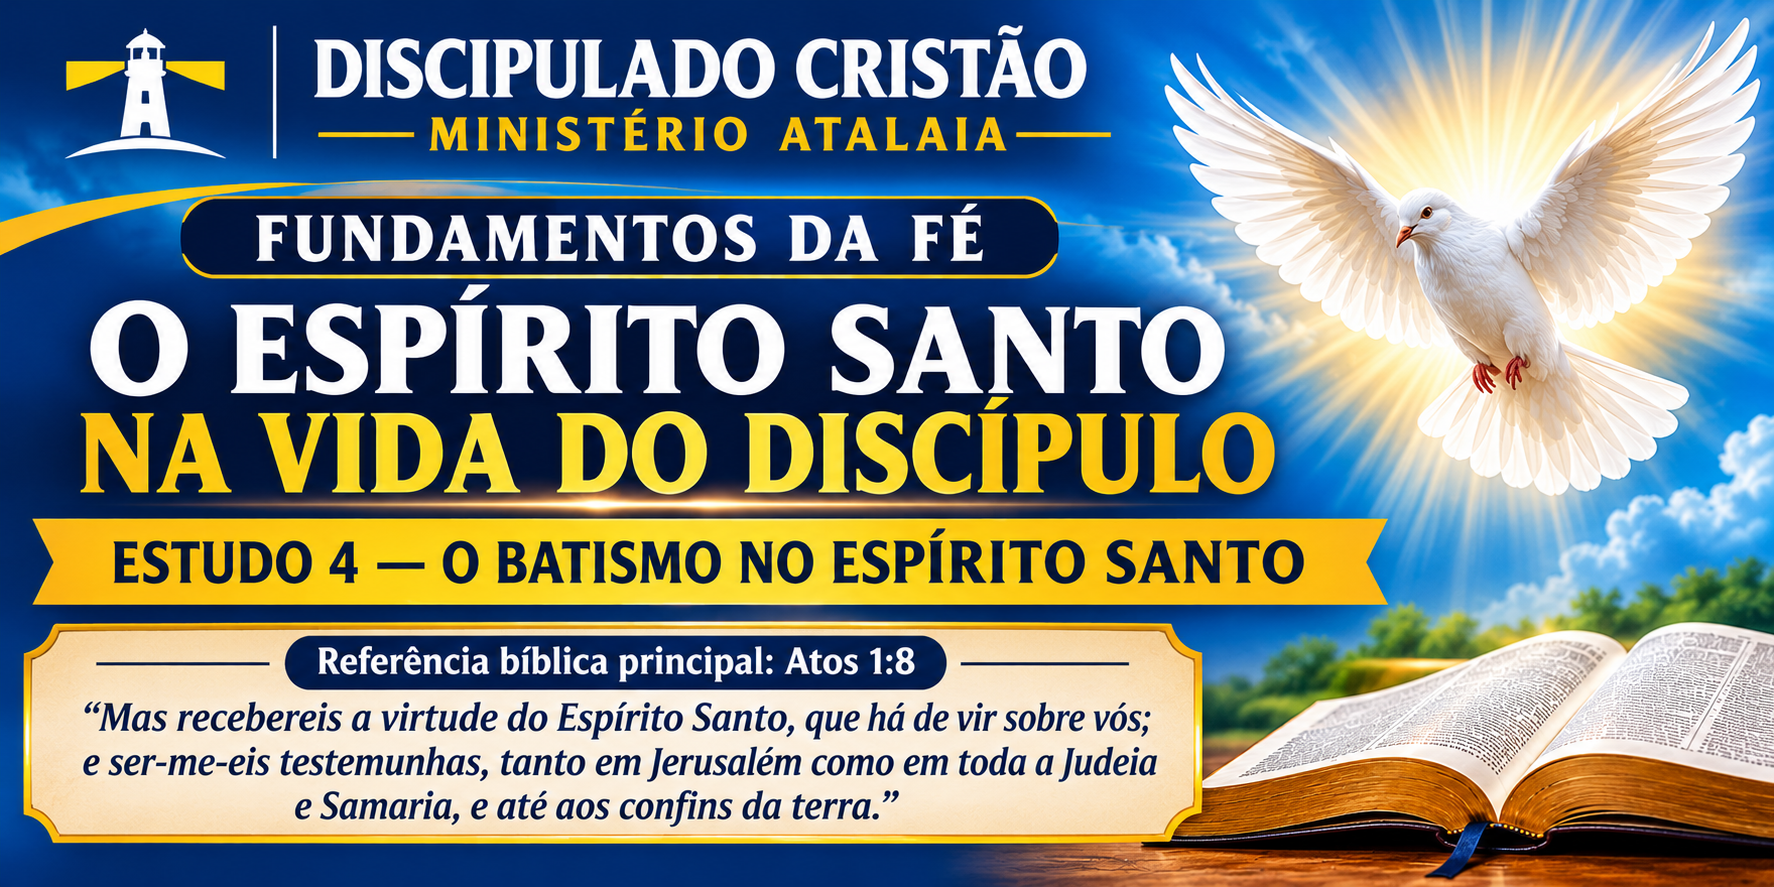 DISCIPULADO CRISTÃO
MINISTÉRIO ATALAIA
FUNDAMENTOS DA FÉ
O ESPÍRITO SANTO
NA VIDA DO DISCÍPULO
ESTUDO 4 — O BATISMO NO ESPÍRITO SANTO
Referência bíblica principal: Atos 1:8
“Mas recebereis a virtude do Espírito Santo, que há de vir sobre vós;
e ser-me-eis testemunhas, tanto em Jerusalém como em toda a Judeia
e Samaria, e até aos confins da terra.”